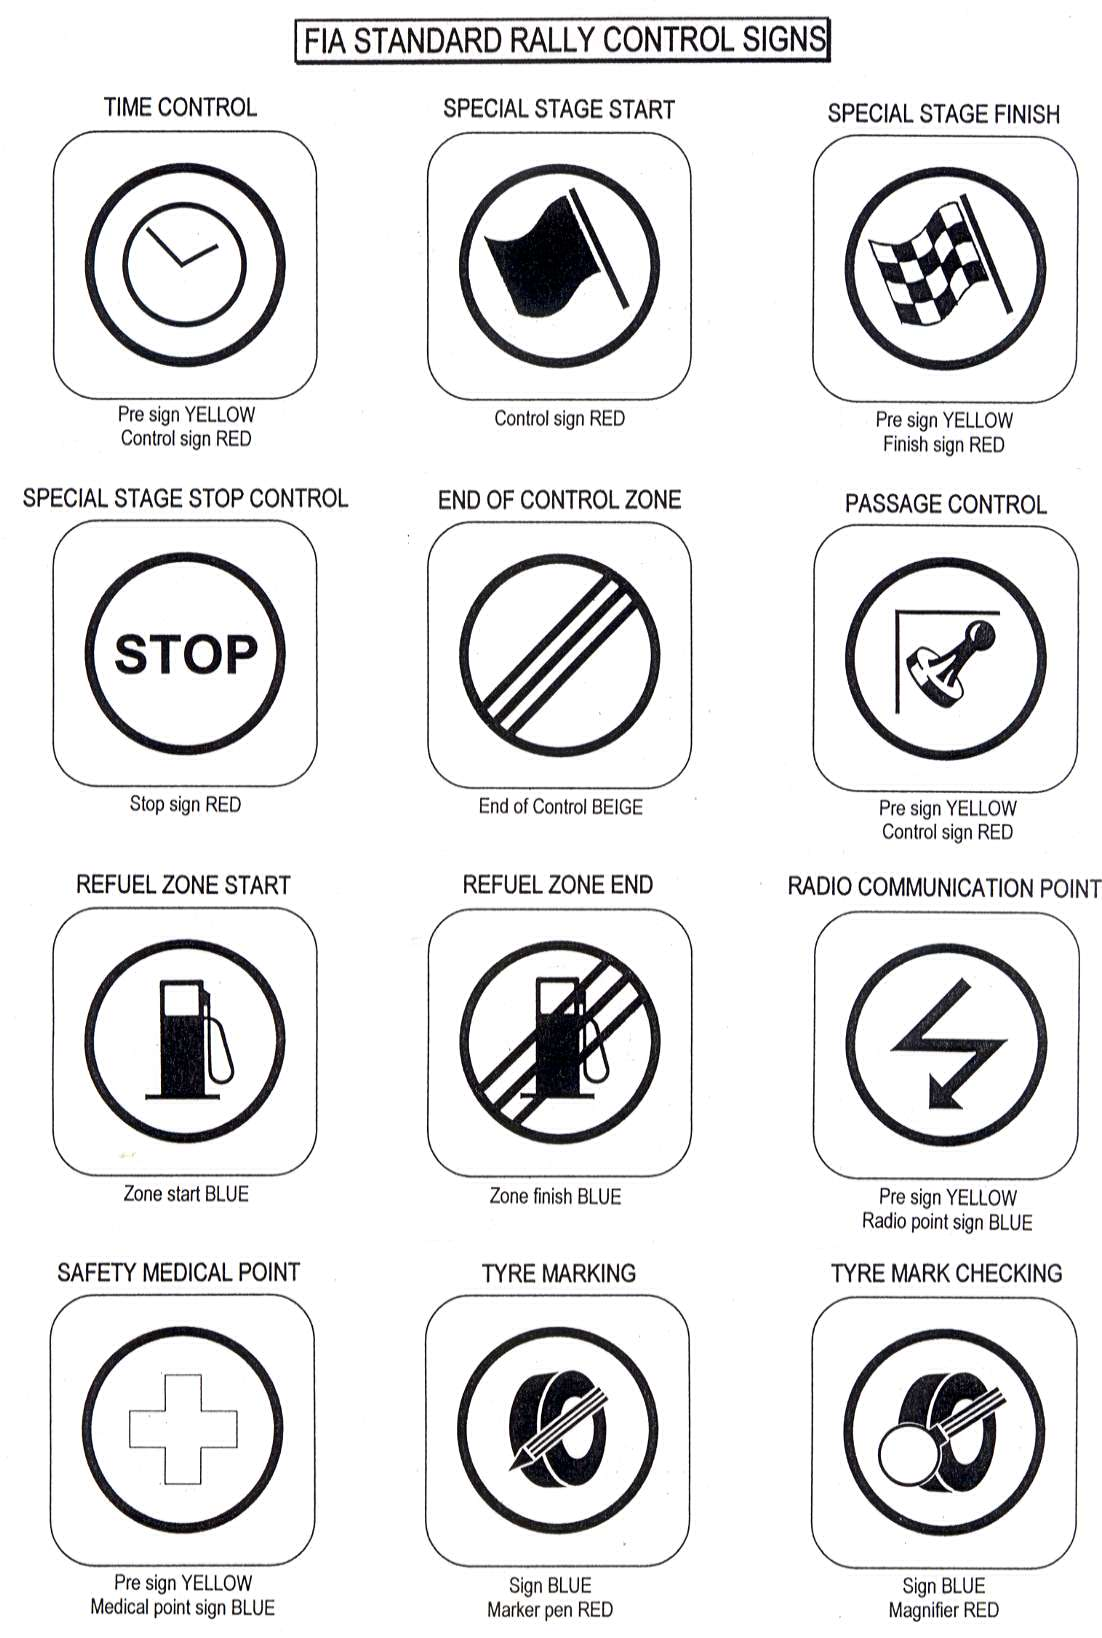 FIA STANDARD RALLY CONTROL SIGNS
TIME CONTROL
Pre sign YELLOW
Control sign RED
SPECIAL STAGE START
Control sign RED
SPECIAL STAGE FINISH
Pre sign YELLOW
Finish sign RED
SPECIAL STAGE STOP CONTROL
STOP
Stop sign RED
END OF CONTROL ZONE
End of Control BEIGE
PASSAGE CONTROL
Pre sign YELLOW
Control sign RED
REFUEL ZONE START
Zone start BLUE
REFUEL ZONE END
Zone finish BLUE
RADIO COMMUNICATION POINT
Pre sign YELLOW
Radio point sign BLUE
SAFETY MEDICAL POINT
Pre sign YELLOW
Medical point sign BLUE
TYRE MARKING
Sign BLUE
Marker pen RED
TYRE MARK CHECKING
Sign BLUE
Magnifier RED